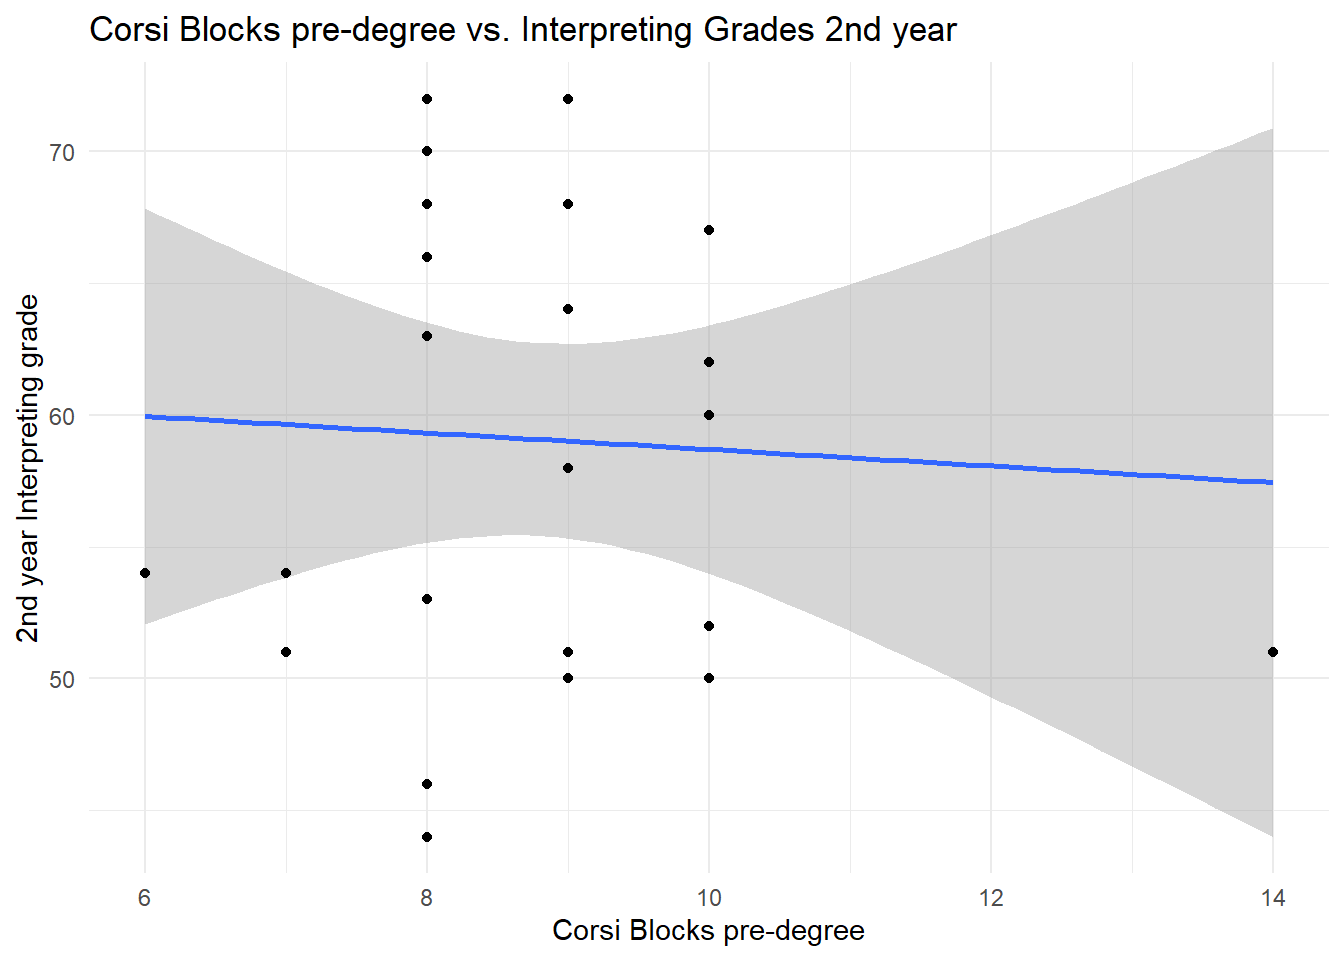 Corsi Blocks pre-degree vs. Interpreting Grades 2nd year
2nd year Interpreting grade
70
60
50
6 8 10 12 14
Corsi Blocks pre-degree